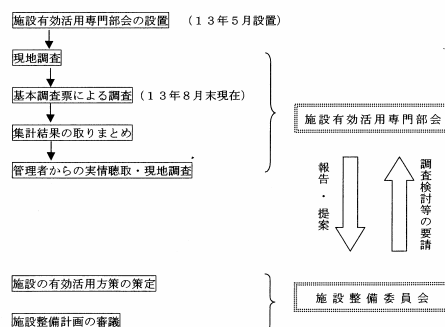 施設有効活用専門部会の設置　（１３年５月設置）
現地調査
基本調査票による調査（１３年８月末現在）
集計結果の取りまとめ
管理者からの実情聴取・現地調査
施設有効活用専門部会
報告・提案
調査検討等の要請
施設の有効活用方策の策定
施設整備計画の審議
施設整備委員会